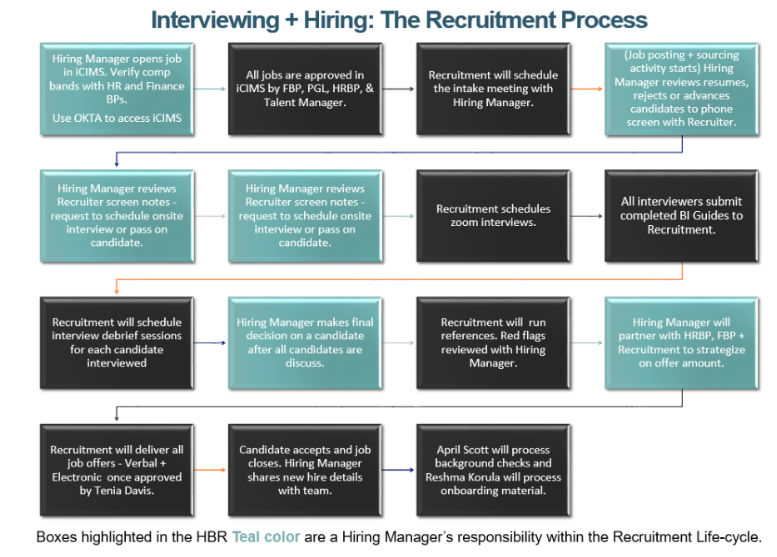 Interviewing + Hiring: The Recruitment Process
Hiring Manager opens job
in iCIMS. Verify comp
bands with HR and Finance
BPs.
Use OKTA to access iCIMS
All jobs are approved in
iCIMS by FBP, PGL, HRBP, &
Talent Manager.
Recruitment will schedule
the intake meeting with
Hiring Manager.
(Job posting + sourcing
activity starts) Hiring
Manager reviews resumes,
rejects or advances
candidates to phone
screen with Recruiter.
Hiring Manager reviews
Recruiter screen notes -
request to schedule onsite
interview or pass on
candidate.
Hiring Manager reviews
Recruiter screen notes -
request to schedule onsite
interview or pass on
candidate.
Recruitment schedules
zoom interviews.
All interviewers submit
completed BI Guides to
Recruitment.
Recruitment will schedule
interview debrief sessions
for each candidate
interviewed
Hiring Manager makes final
decision on a candidate
after all candidates are
discuss.
Recruitment will run
references. Red flags
reviewed with Hiring
Manager.
Hiring Manager will
partner with HRBP, FBP +
Recruitment to strategize
on offer amount.
Recruitment will deliver all
job offers - Verbal +
Electronic once approved
by Tenia Davis.
Candidate accepts and job
closes. Hiring Manager
shares new hire details
with team.
April Scott will process
background checks and
Reshma Korula will process
onboarding material.
Boxes highlighted in the HBR Teal color are a Hiring Manager's responsibility within the Recruitment Life-cycle.